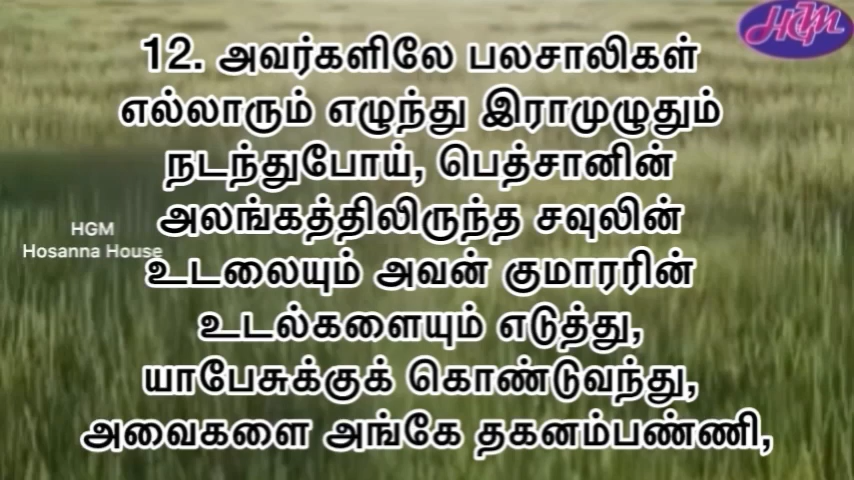 HGM
12. அவர்களிலே பலசாலிகள்
எல்லாரும் எழுந்து இராமுழுதும்
நடந்துபோய், பெத்சானின்
அலங்கத்திலிருந்த சவுலின்
HGM
Hosanna House
உடலையும் அவன் குமாரரின்
உடல்களையும் எடுத்து,
யாபேசுக்குக் கொண்டுவந்து,
அவைகளை அங்கே தகனம்பண்ணி,